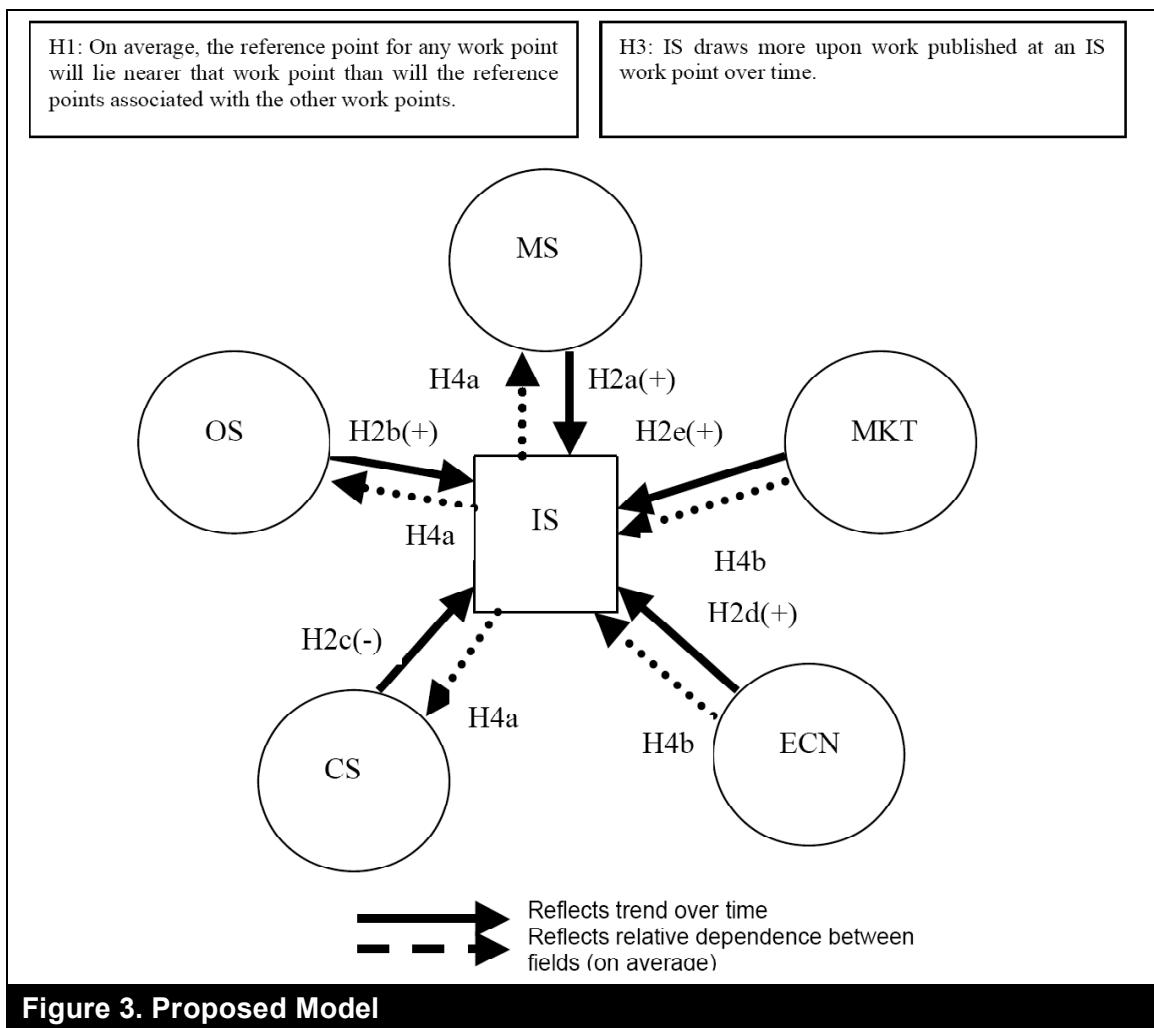 H1: On average, the reference point for any work point
will lie nearer that work point than will the reference
points associated with the other work points.
H3: IS draws more upon work published at an IS
work point over time.
MS
H4a
H2a(+)
OS
H2b(+)
H2e(+)
MKT
H4a
IS
H4b
H2d(+)
H2c(-)
H4a
H4b
ECN
CS
Reflects trend over time
Reflects relative dependence between
fields (on average)
Figure 3. Proposed Model